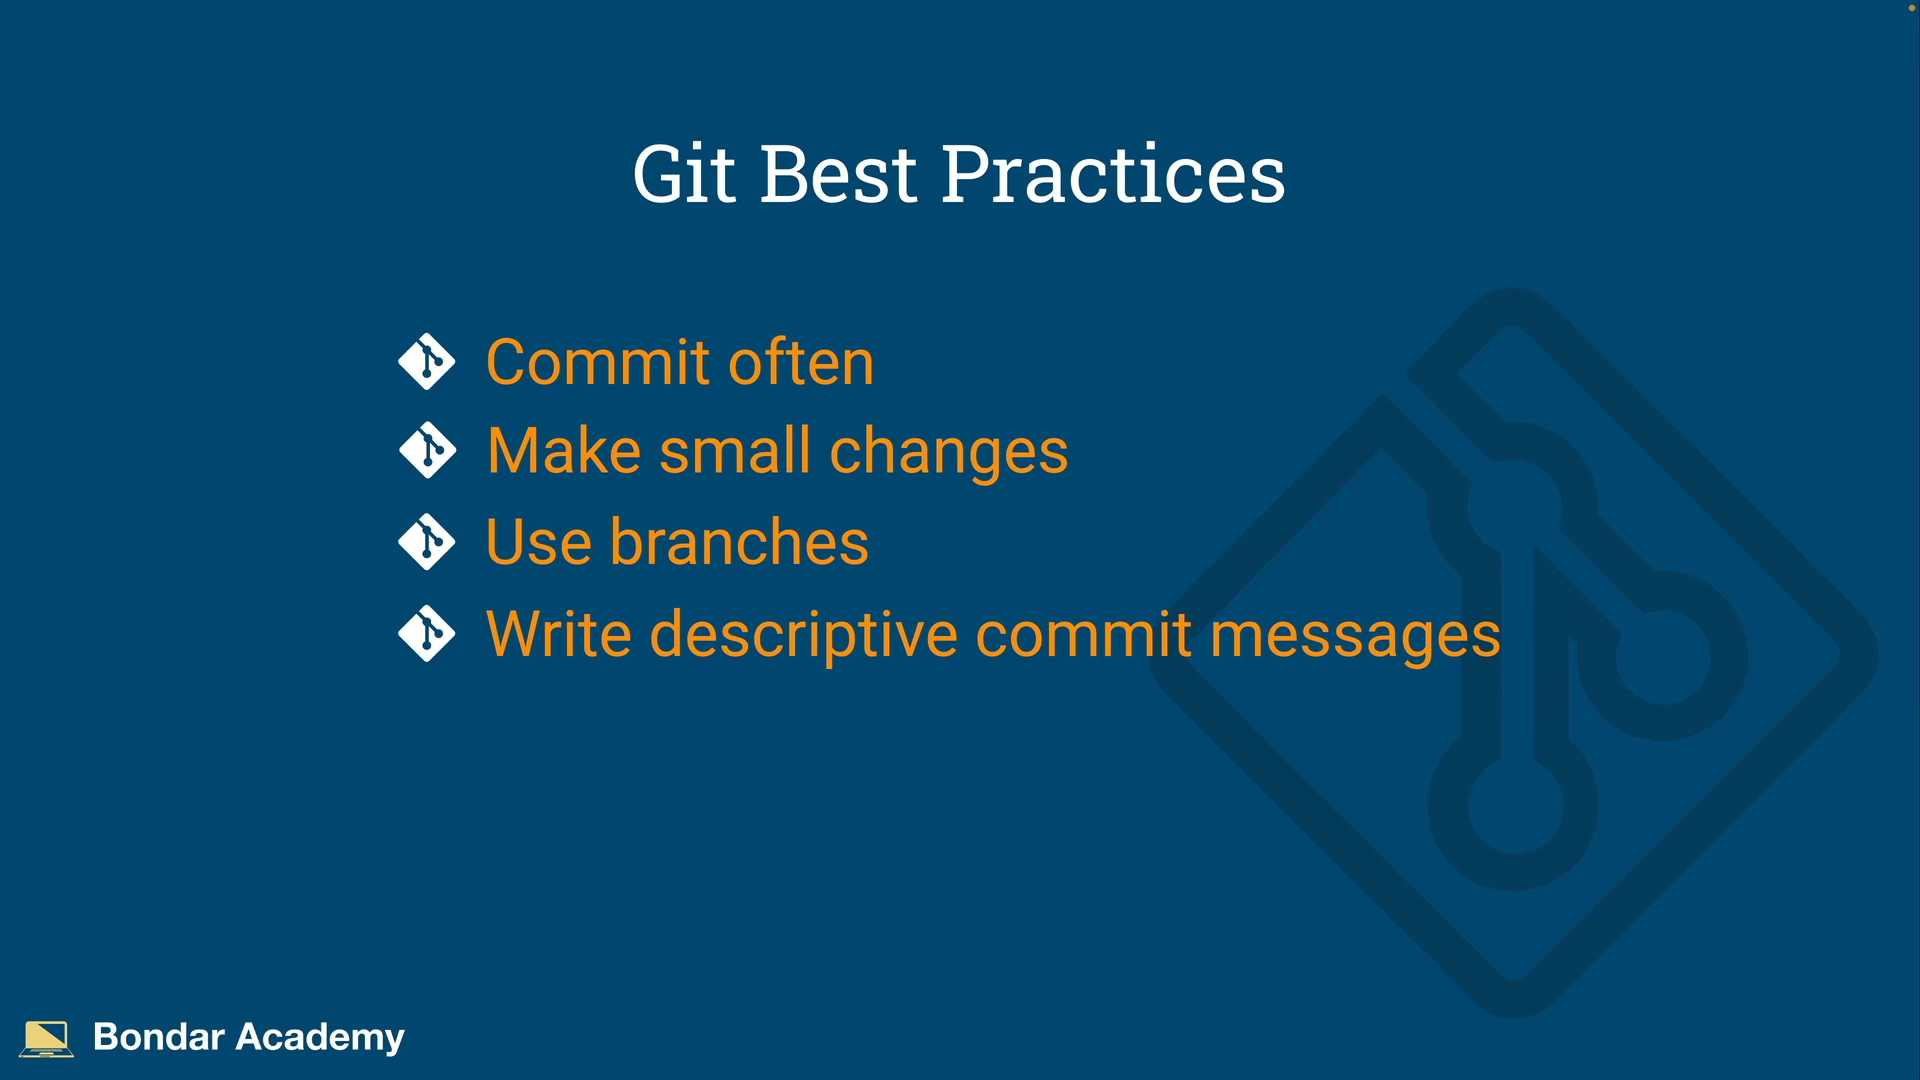 Git Best Practices
Commit often
Make small changes
Use branches
Write descriptive commit messages
Bondar Academy